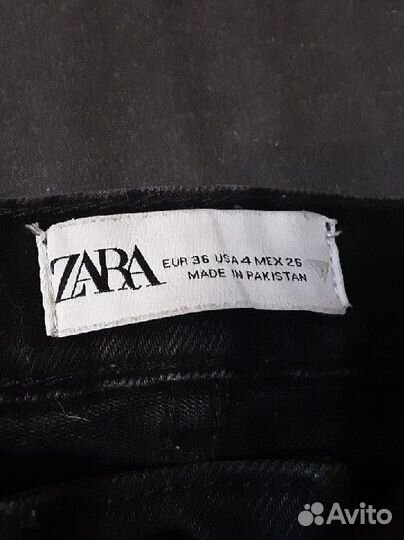 ZARA
EUR 36 USA 4 MEX 26
MADE IN PAKISTAN
Avito